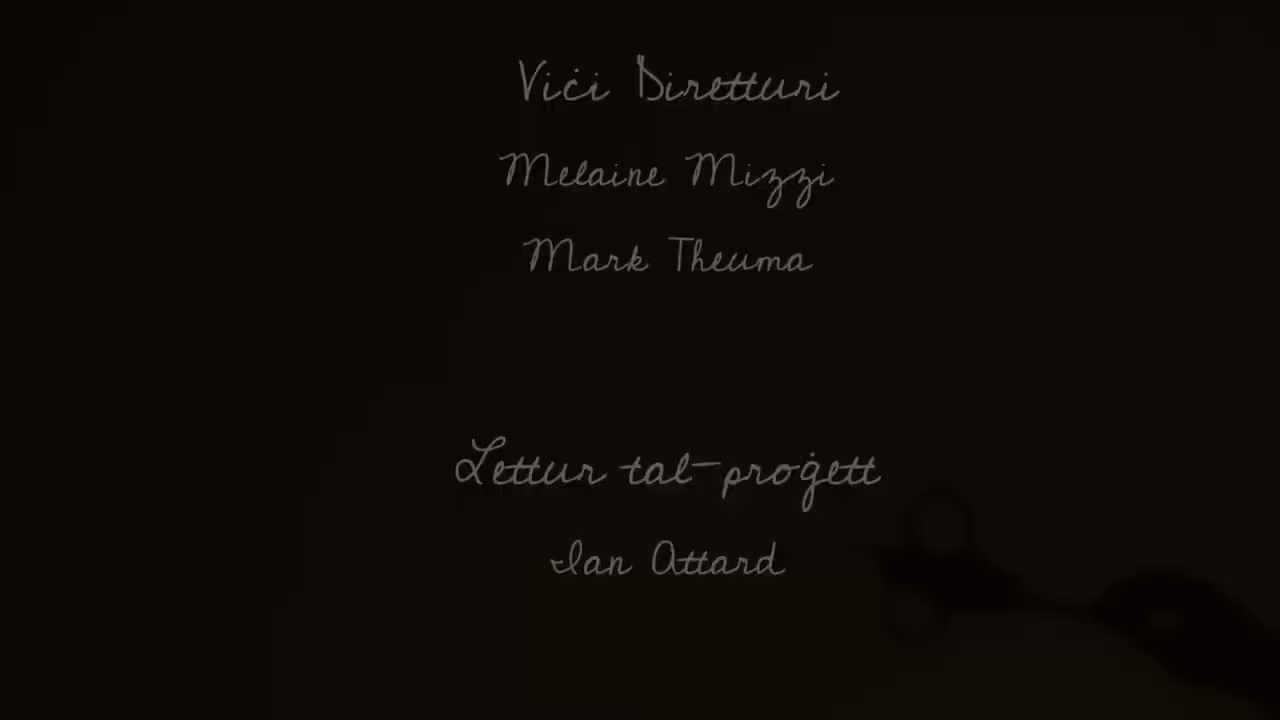 Viċi Diretturi
Melaine Mizzi
Mark Theuma
Lettur tal-proġett
Ian Attard